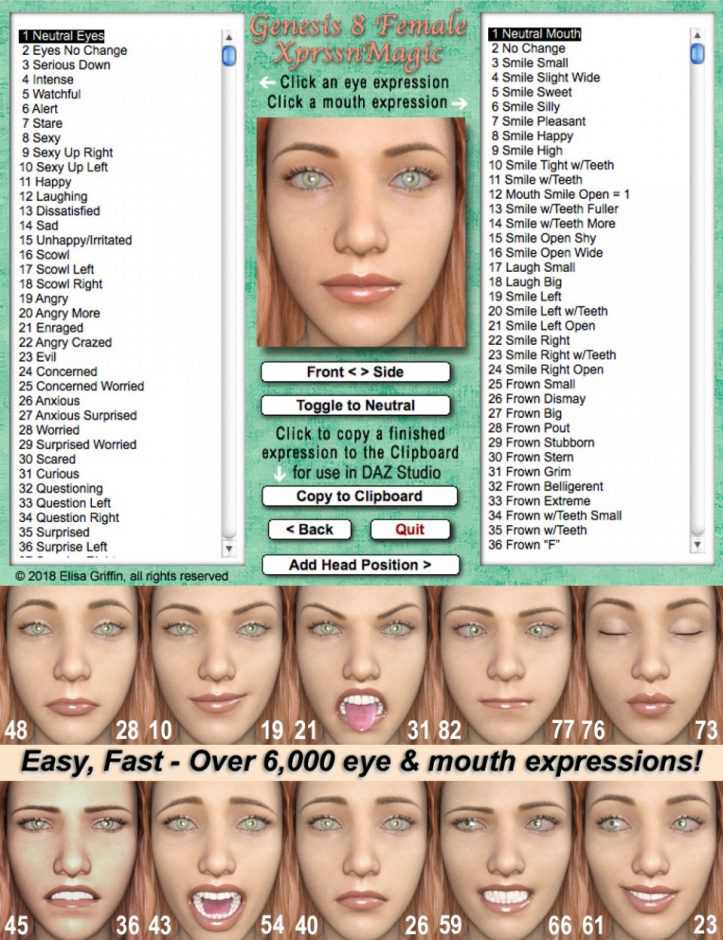 Genesis 8 Female
XprssnMagic
← Click an eye expression
Click a mouth expression →
1 Neutral Eyes
2 Eyes No Change
3 Serious Down
4 Intense
5 Watchful
6 Alert
7 Stare
8 Sexy
9 Sexy Up Right
10 Sexy Up Left
11 Happy
12 Laughing
13 Dissatisfied
14 Sad
15 Unhappy/Irritated
16 Scowl
17 Scowl Left
18 Scowl Right
19 Angry
20 Angry More
21 Enraged
22 Angry Crazed
23 Evil
24 Concerned
25 Concerned Worried
26 Anxious
27 Anxious Surprised
28 Worried
29 Surprised Worried
30 Scared
31 Curious
32 Questioning
33 Question Left
34 Question Right
35 Surprised
36 Surprise Left
1 Neutral Mouth
2 No Change
3 Smile Small
4 Smile Slight Wide
5 Smile Sweet
6 Smile Silly
7 Smile Pleasant
8 Smile Happy
9 Smile High
10 Smile Tight w/Teeth
11 Smile w/Teeth
12 Mouth Smile Open = 1
13 Smile w/Teeth Fuller
14 Smile w/Teeth More
15 Smile Open Shy
16 Smile Open Wide
17 Laugh Small
18 Laugh Big
19 Smile Left
20 Smile Left w/Teeth
21 Smile Left Open
22 Smile Right
23 Smile Right w/Teeth
24 Smile Right Open
25 Frown Small
26 Frown Dismay
27 Frown Big
28 Frown Pout
29 Frown Stubborn
30 Frown Stern
31 Frown Grim
32 Frown Belligerent
33 Frown Extreme
34 Frown w/Teeth Small
35 Frown w/Teeth
36 Frown "F"
Front < > Side
Toggle to Neutral
Click to copy a finished
expression to the Clipboard
↓ for use in DAZ Studio
Copy to Clipboard
< Back
Quit
Add Head Position >
© 2018 Elisa Griffin, all rights reserved
48 28 10 19 21 31 82 77 76 73
Easy, Fast - Over 6,000 eye & mouth expressions!
45 36 43 54 40 26 59 66 61 23